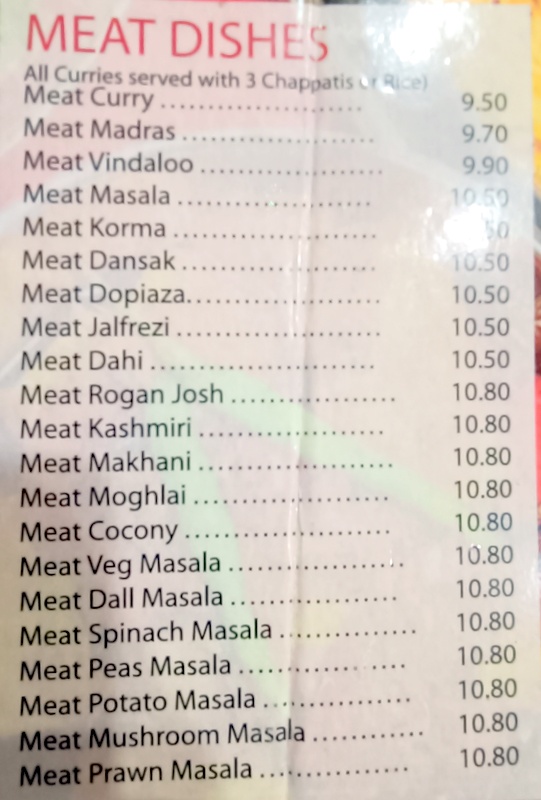 MEAT DISHES
All Curries served with 3 Chappatis (or Rice)
Meat Curry ..................... 9.50
Meat Madras .................... 9.70
Meat Vindaloo ................... 9.90
Meat Masala .................... 10.50
Meat Korma ..................... 50
Meat Dansak .................... 10.50
Meat Dopiaza.................... 10.50
Meat Jalfrezi ..................... 10.50
Meat Dahi ........................ 10.50
Meat Rogan Josh ................. 10.80
Meat Kashmiri .................... 10.80
Meat Makhani ..................... 10.80
Meat Moghlai ..................... 10.80
Meat Cocony ...................... 10.80
Meat Veg Masala .................. 10.80
Meat Dall Masala ................. 10.80
Meat Spinach Masala .............. 10.80
Meat Peas Masala ................. 10.80
Meat Potato Masala ............... 10.80
Meat Mushroom Masala ............ 10.80
Meat Prawn Masala ................ 10.80